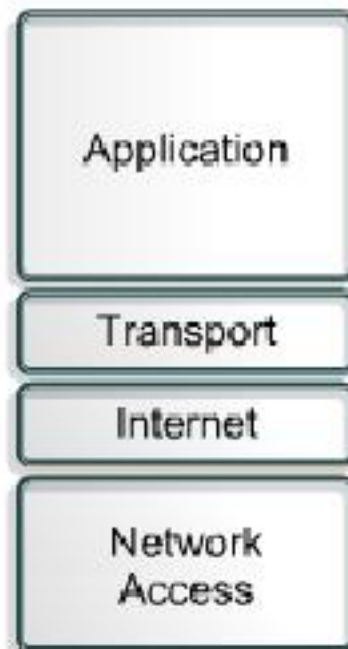 Application
Transport
Internet
Network
Access